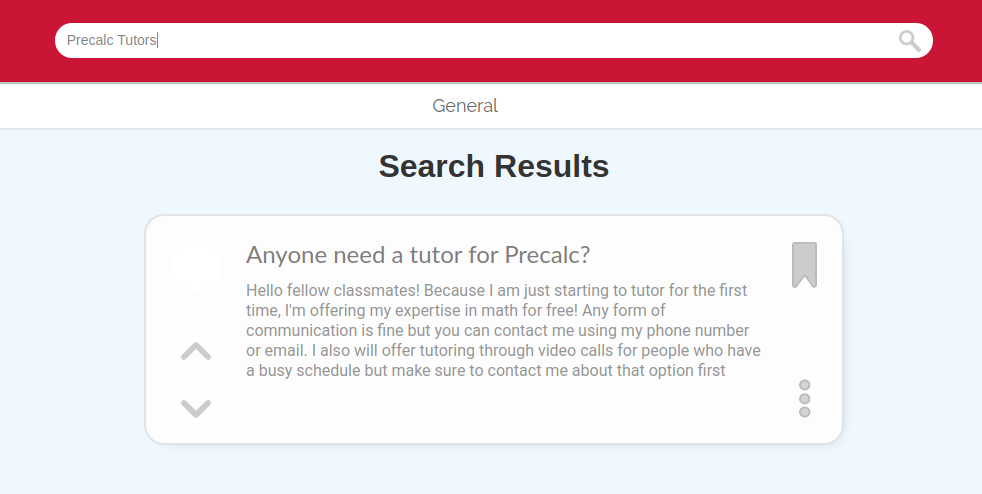 Precalc Tutors
General
Search Results
Anyone need a tutor for Precalc?
Hello fellow classmates! Because I am just starting to tutor for the first
time, I'm offering my expertise in math for free! Any form of
communication is fine but you can contact me using my phone number
or email. I also will offer tutoring through video calls for people who have
a busy schedule but make sure to contact me about that option first